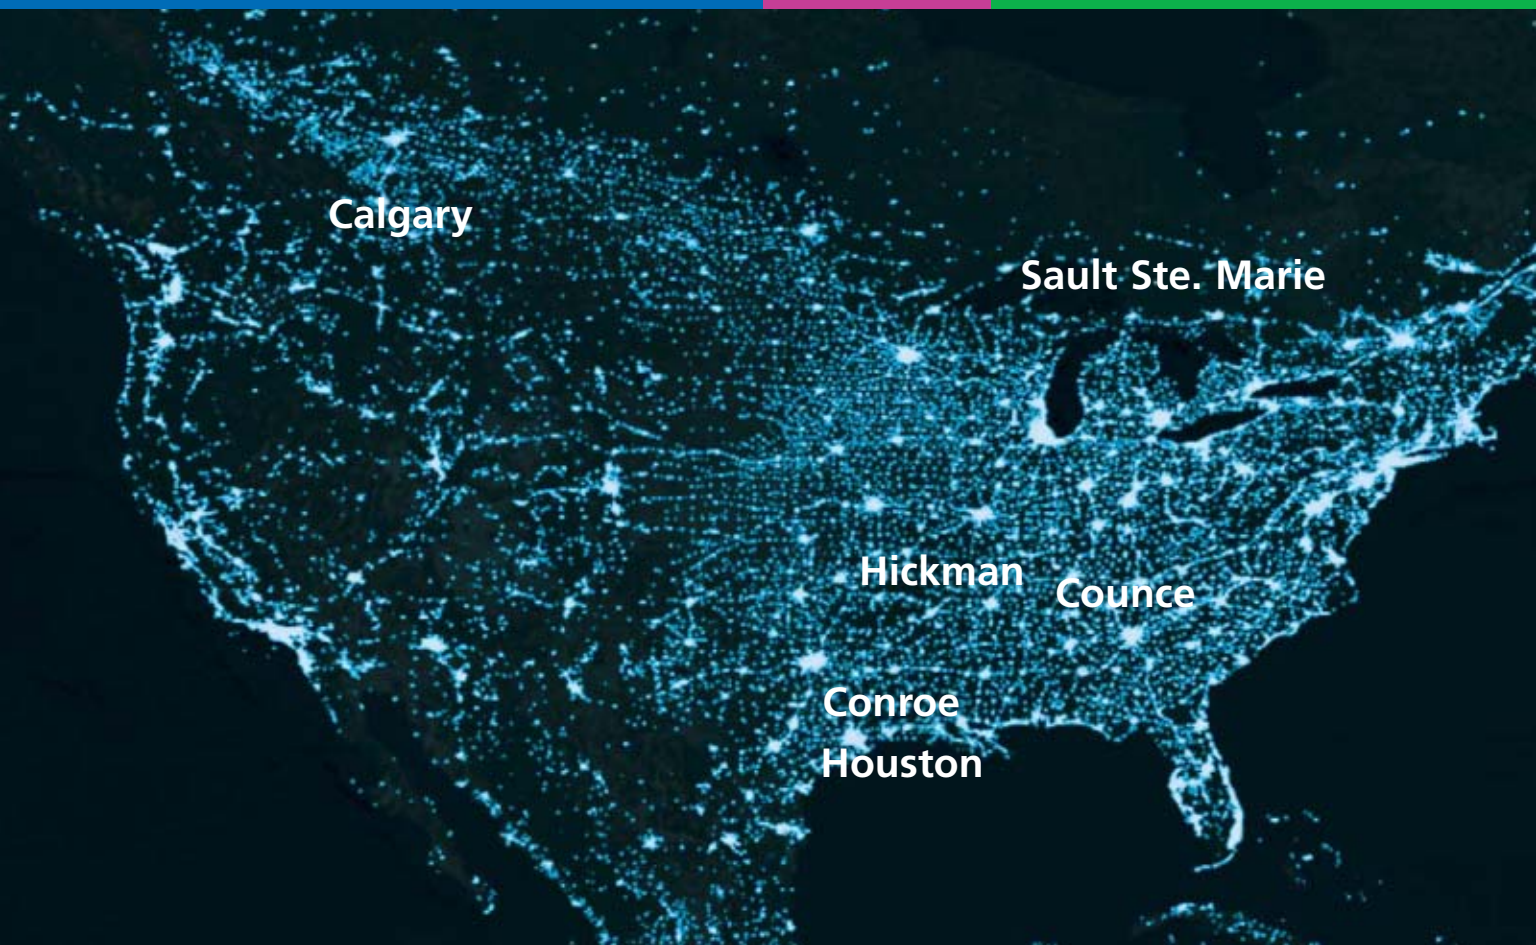 Calgary
Sault Ste. Marie
Hickman
Counce
Conroe
Houston